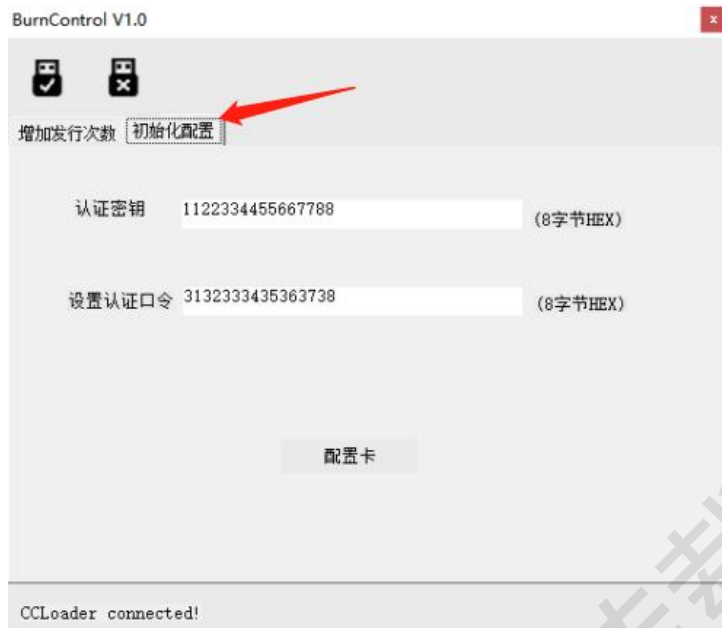 BurnControl V1.0
x
增加发行次数 初始化配置
认证密钥 1122334455667788 (8字节HEX)
设置认证口令 3132333435363738 (8字节HEX)
配置卡
CCLoader connected!